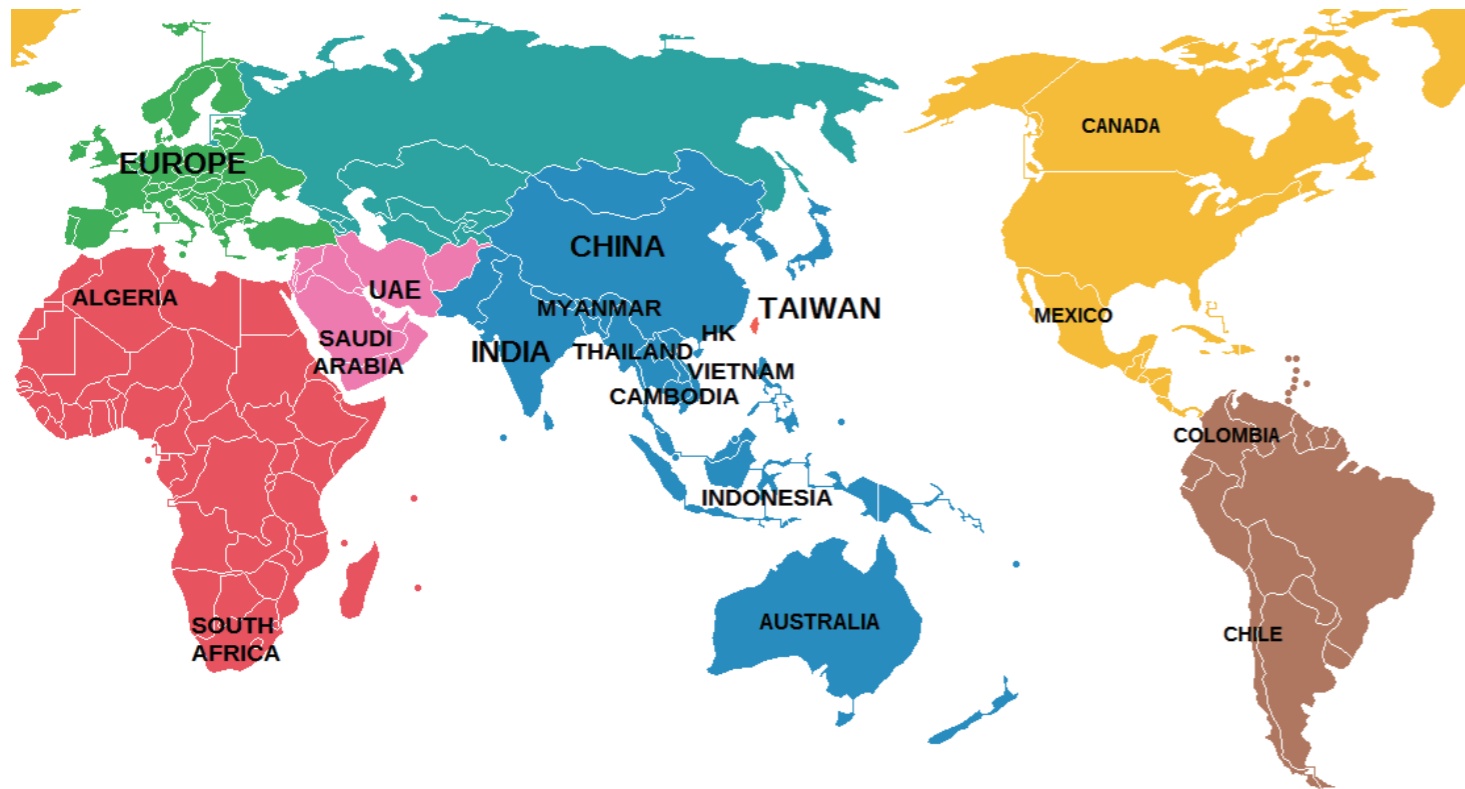 CANADA
EUROPE
CHINA
UAE
ALGERIA
MYANMAR
TAIWAN
MEXICO
HK
SAUDI
ARABIA
INDIA
THAILAND
VIETNAM
CAMBODIA
COLOMBIA
INDONESIA
AUSTRALIA
SOUTH
AFRICA
CHILE